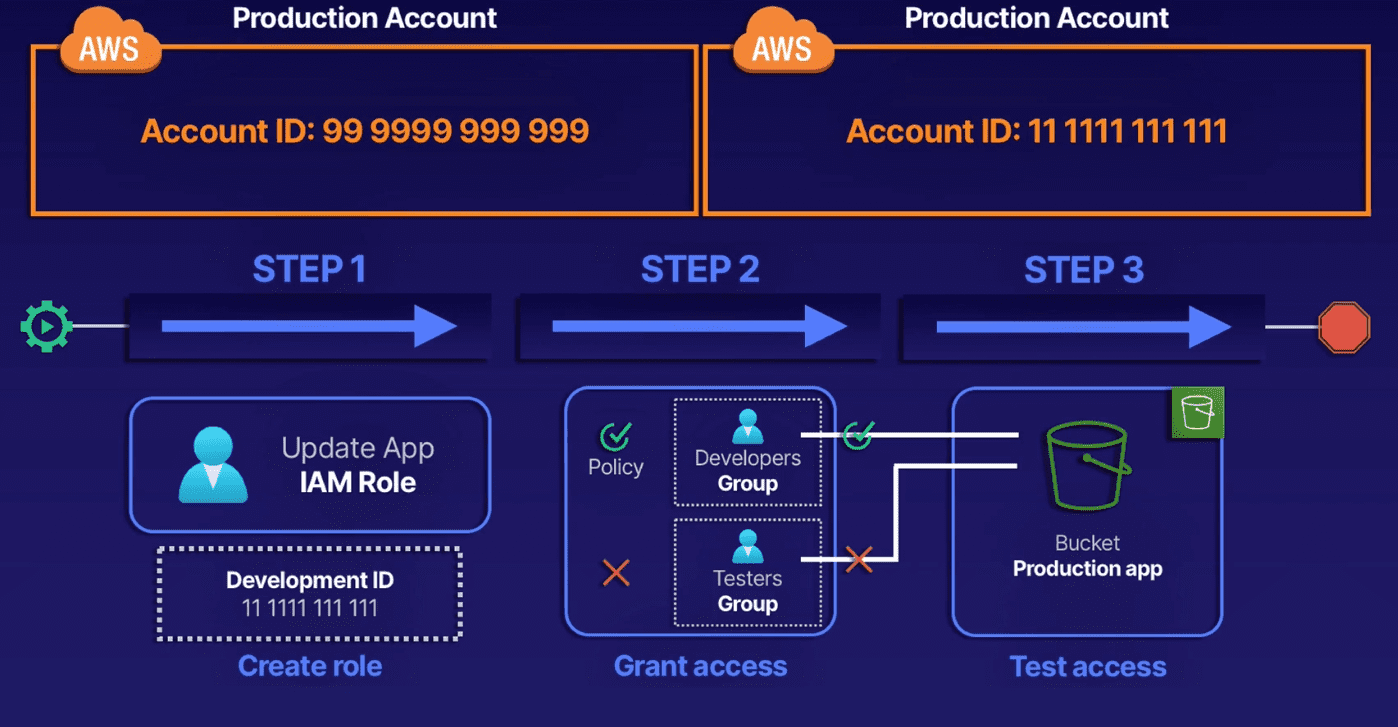 Production Account
Production Account
AWS
AWS
Account ID: 99 9999 999 999
Account ID: 11 1111 111 111
STEP 1
STEP 2
STEP 3
Update App
IAM Role
Development ID
11 1111 111 111
Create role
Policy
Developers
Group
Testers
Group
Grant access
Bucket
Production app
Test access